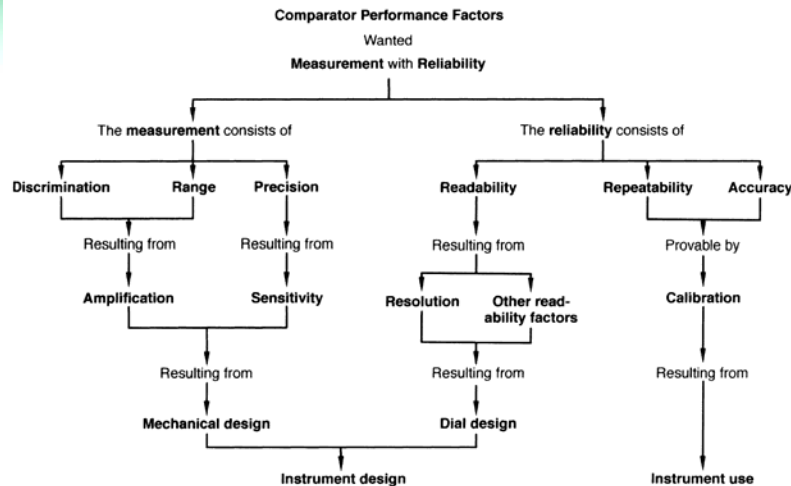 Comparator Performance Factors
Wanted
Measurement with Reliability
The measurement consists of
The reliability consists of
Discrimination
Range
Precision
Readability
Repeatability
Accuracy
Resulting from
Resulting from
Resulting from
Provable by
Amplification
Sensitivity
Resolution
Other read-
ability factors
Calibration
Resulting from
Resulting from
Resulting from
Mechanical design
Dial design
Instrument design
Instrument use